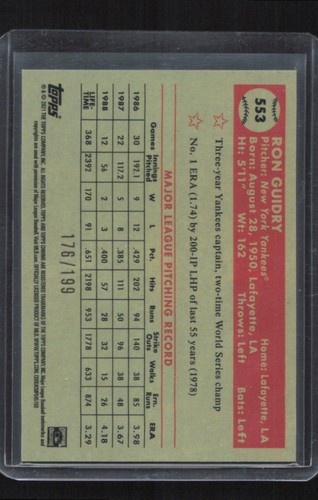 553
RON GUIDRY
Pitcher: New York Yankees® Home: Lafayette, LA
Born: August 28, 1950, Lafayette, LA
Ht: 5'11" Wt: 162 Throws: Left Bats: Left
Three-year Yankees captain, two-time World Series champ
No. 1 ERA (1.74) by 200-IP LHP of last 55 years (1978)
MAJOR LEAGUE PITCHING RECORD
Games Innings Pitched W L Pct. Hits Runs Strike Outs Walks Ern. Runs ERA
1986 30 192.1 9 12 .429 202 94 140 38 85 3.98
1987 22 117.2 5 8 .385 111 50 96 38 48 3.67
1988 12 56 2 3 .400 57 28 32 15 26 4.18
LIFE TIME 368 2392 170 91 .651 2198 953 1778 633 874 3.29
176/199
topps